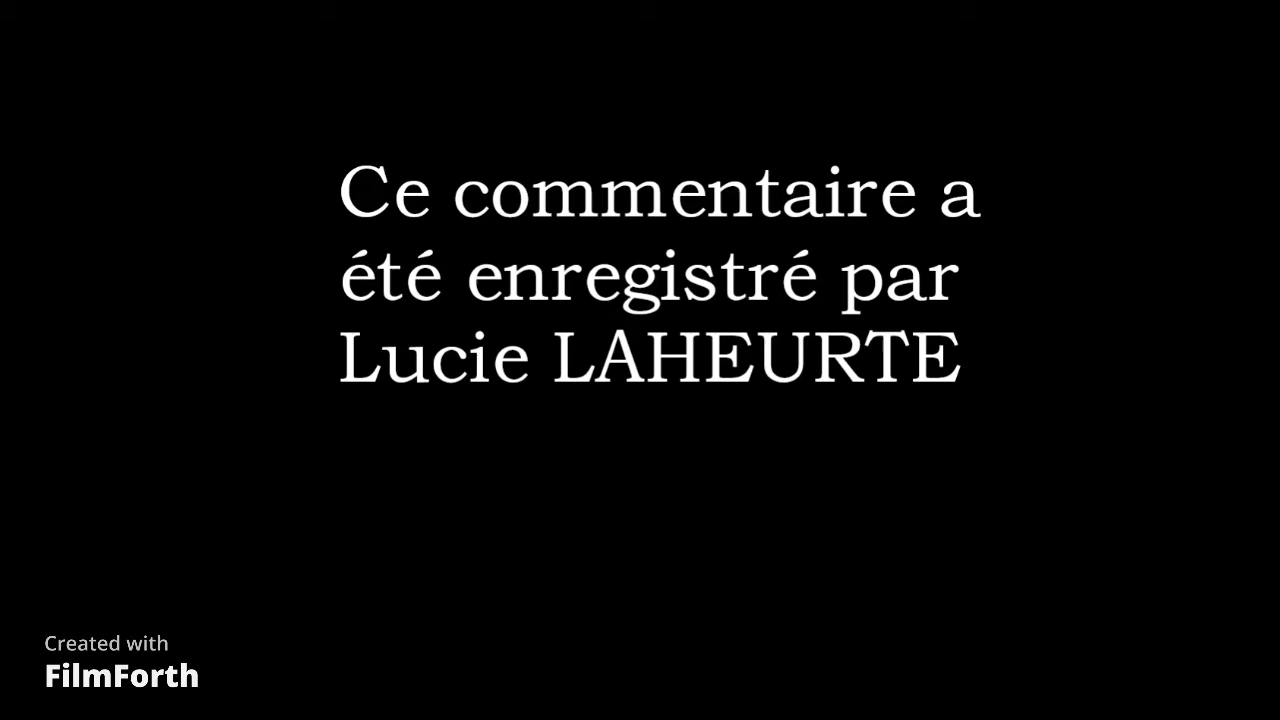 Ce commentaire a
été enregistré par
Lucie LAHEURTE
Created with
FilmForth